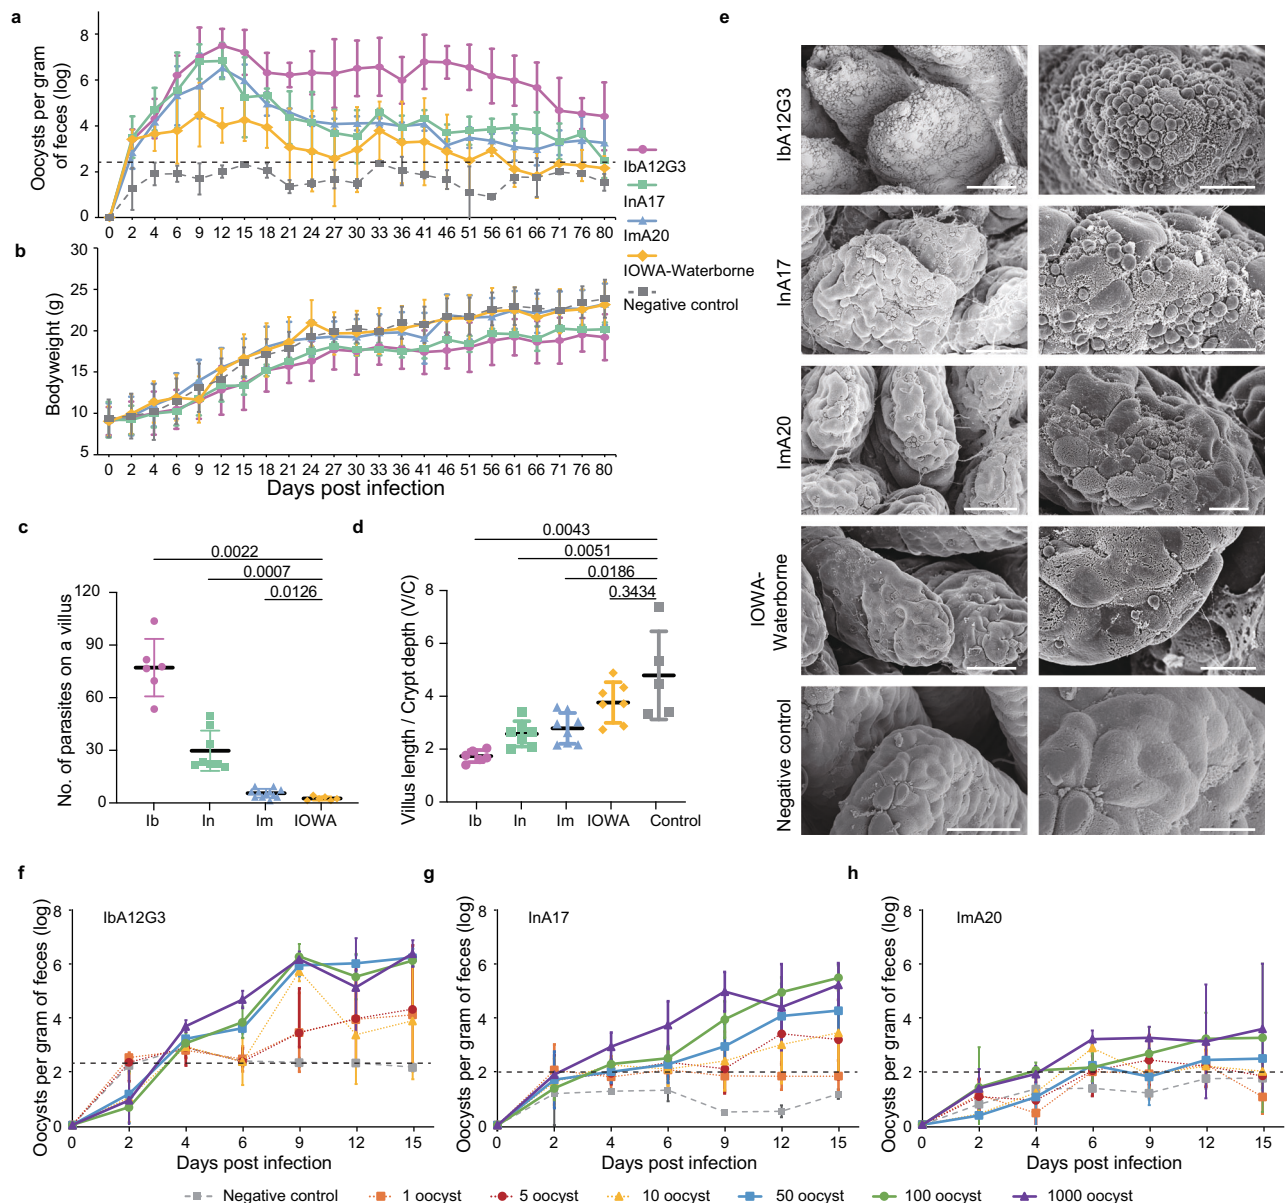 a
Oocysts per gram
of feces (log)
8
6
4
2
0
0 2 4 6 9 12 15 18 21 24 27 30 33 36 41 46 51 56 61 66 71 76 80
IbA12G3
InA17
ImA20
IOWA-Waterborne
Negative control
b
Bodyweight (g)
30
25
20
15
10
5
0 2 4 6 9 12 15 18 21 24 27 30 33 36 41 46 51 56 61 66 71 76 80
Days post infection
c
No. of parasites on a villus
120
90
60
30
0
0.0022
0.0007
0.0126
Ib In Im IOWA
d
Villus length / Crypt depth (V/C)
8
6
4
2
0
0.0043
0.0051
0.0186
0.3434
Ib In Im IOWA Control
e
IbA12G3
InA17
ImA20
IOWA-
Waterborne
Negative control
f
IbA12G3
Oocysts per gram of feces (log)
8
6
4
2
0
0 2 4 6 9 12 15
Days post infection
g
InA17
Oocysts per gram of feces (log)
8
6
4
2
0
0 2 4 6 9 12 15
Days post infection
h
ImA20
Oocysts per gram of feces (log)
8
6
4
2
0
0 2 4 6 9 12 15
Days post infection
Negative control 1 oocyst 5 oocyst 10 oocyst 50 oocyst 100 oocyst 1000 oocyst